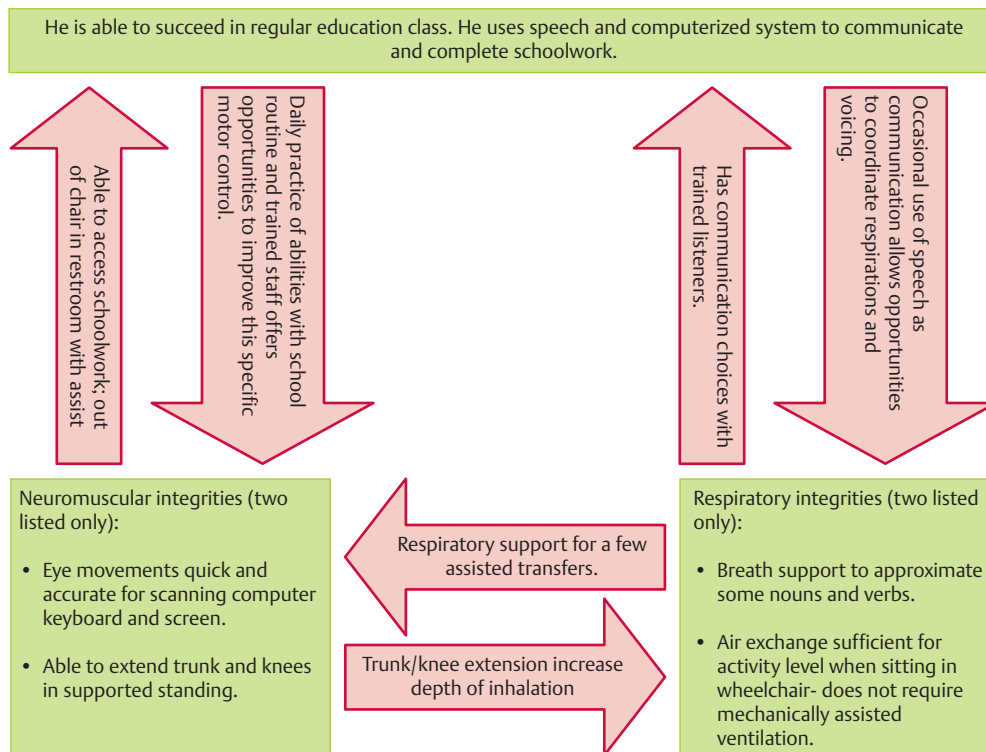 He is able to succeed in regular education class. He uses speech and computerized system to communicate
and complete schoolwork.
Able to access schoolwork; out
of chair in restroom with assist
Daily practice of abilities with school
routine and trained staff offers
opportunities to improve this specific
motor control.
Has communication choices with
trained listeners.
Occasional use of speech as
communication allows opportunities
to coordinate respirations and
voicing.
Neuromuscular integrities (two
listed only):
• Eye movements quick and
accurate for scanning computer
keyboard and screen.
• Able to extend trunk and knees
in supported standing.
Respiratory support for a few
assisted transfers.
Trunk/knee extension increase
depth of inhalation
Respiratory integrities (two listed
only):
• Breath support to approximate
some nouns and verbs.
• Air exchange sufficient for
activity level when sitting in
wheelchair- does not require
mechanically assisted
ventilation.